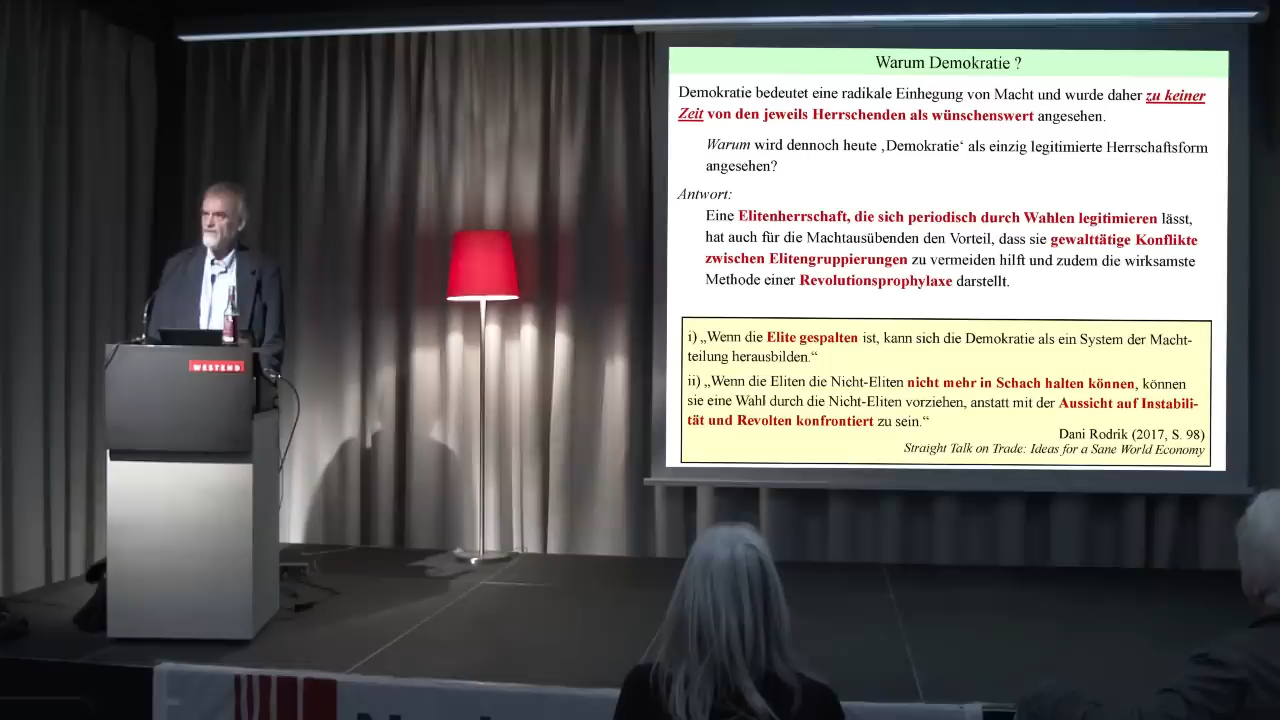 Warum Demokratie ?
Demokratie bedeutet eine radikale Einhegung von Macht und wurde daher zu keiner
Zeit von den jeweils Herrschenden als wünschenswert angesehen.
Warum wird dennoch heute ‚Demokratie‘ als einzig legitimierte Herrschaftsform
angesehen?
Antwort:
Eine Elitenherrschaft, die sich periodisch durch Wahlen legitimieren lässt,
hat auch für die Machtausübenden den Vorteil, dass sie gewalttätige Konflikte
zwischen Elitengruppierungen zu vermeiden hilft und zudem die wirksamste
Methode einer Revolutionsprophylaxe darstellt.
i) „Wenn die Elite gespalten ist, kann sich die Demokratie als ein System der Macht-
teilung herausbilden.“
ii) „Wenn die Eliten die Nicht-Eliten nicht mehr in Schach halten können, können
sie eine Wahl durch die Nicht-Eliten vorziehen, anstatt mit der Aussicht auf Instabili-
tät und Revolten konfrontiert zu sein.“
Dani Rodrik (2017, S. 98)
Straight Talk on Trade: Ideas for a Sane World Economy
WESTEND